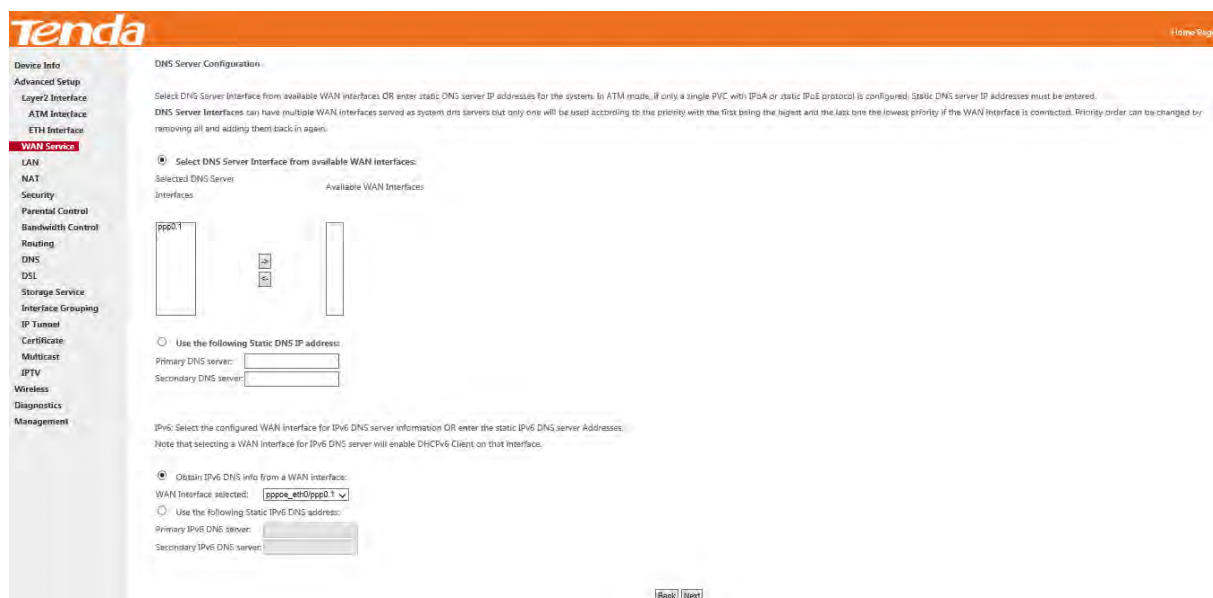 Tenda
Home Page
Device Info
Advanced Setup
Layer2 Interface
ATM Interface
ETH Interface
WAN Service
LAN
NAT
Security
Parental Control
Bandwidth Control
Routing
DNS
DSL
Storage Service
Interface Grouping
IP Tunnel
Certificate
Multicast
IPTV
Wireless
Diagnostics
Management
DNS Server Configuration
Select DNS Server Interface from available WAN interfaces OR enter static DNS server IP addresses for the system. In ATM mode, if only a single PVC with IPoA or static IPoE protocol is configured, Static DNS server IP addresses must be entered.
DNS Server Interfaces can have multiple WAN interfaces served as system dns servers but only one will be used according to the priority with the first being the higest and the last one the lowest priority if the WAN interface is connected. Priority order can be changed by
removing all and adding them back in again.
Select DNS Server Interface from available WAN interfaces:
Selected DNS Server
Interfaces
Available WAN Interfaces
ppp0.1
->
<-
Use the following Static DNS IP address:
Primary DNS server:
Secondary DNS server:
IPv6: Select the configured WAN interface for IPv6 DNS server information OR enter the static IPv6 DNS server Addresses.
Note that selecting a WAN interface for IPv6 DNS server will enable DHCPv6 Client on that interface.
Obtain IPv6 DNS info from a WAN interface:
WAN Interface selected: pppoe_eth0/ppp0.1
Use the following Static IPv6 DNS address:
Primary IPv6 DNS server:
Secondary IPv6 DNS server:
Back Next